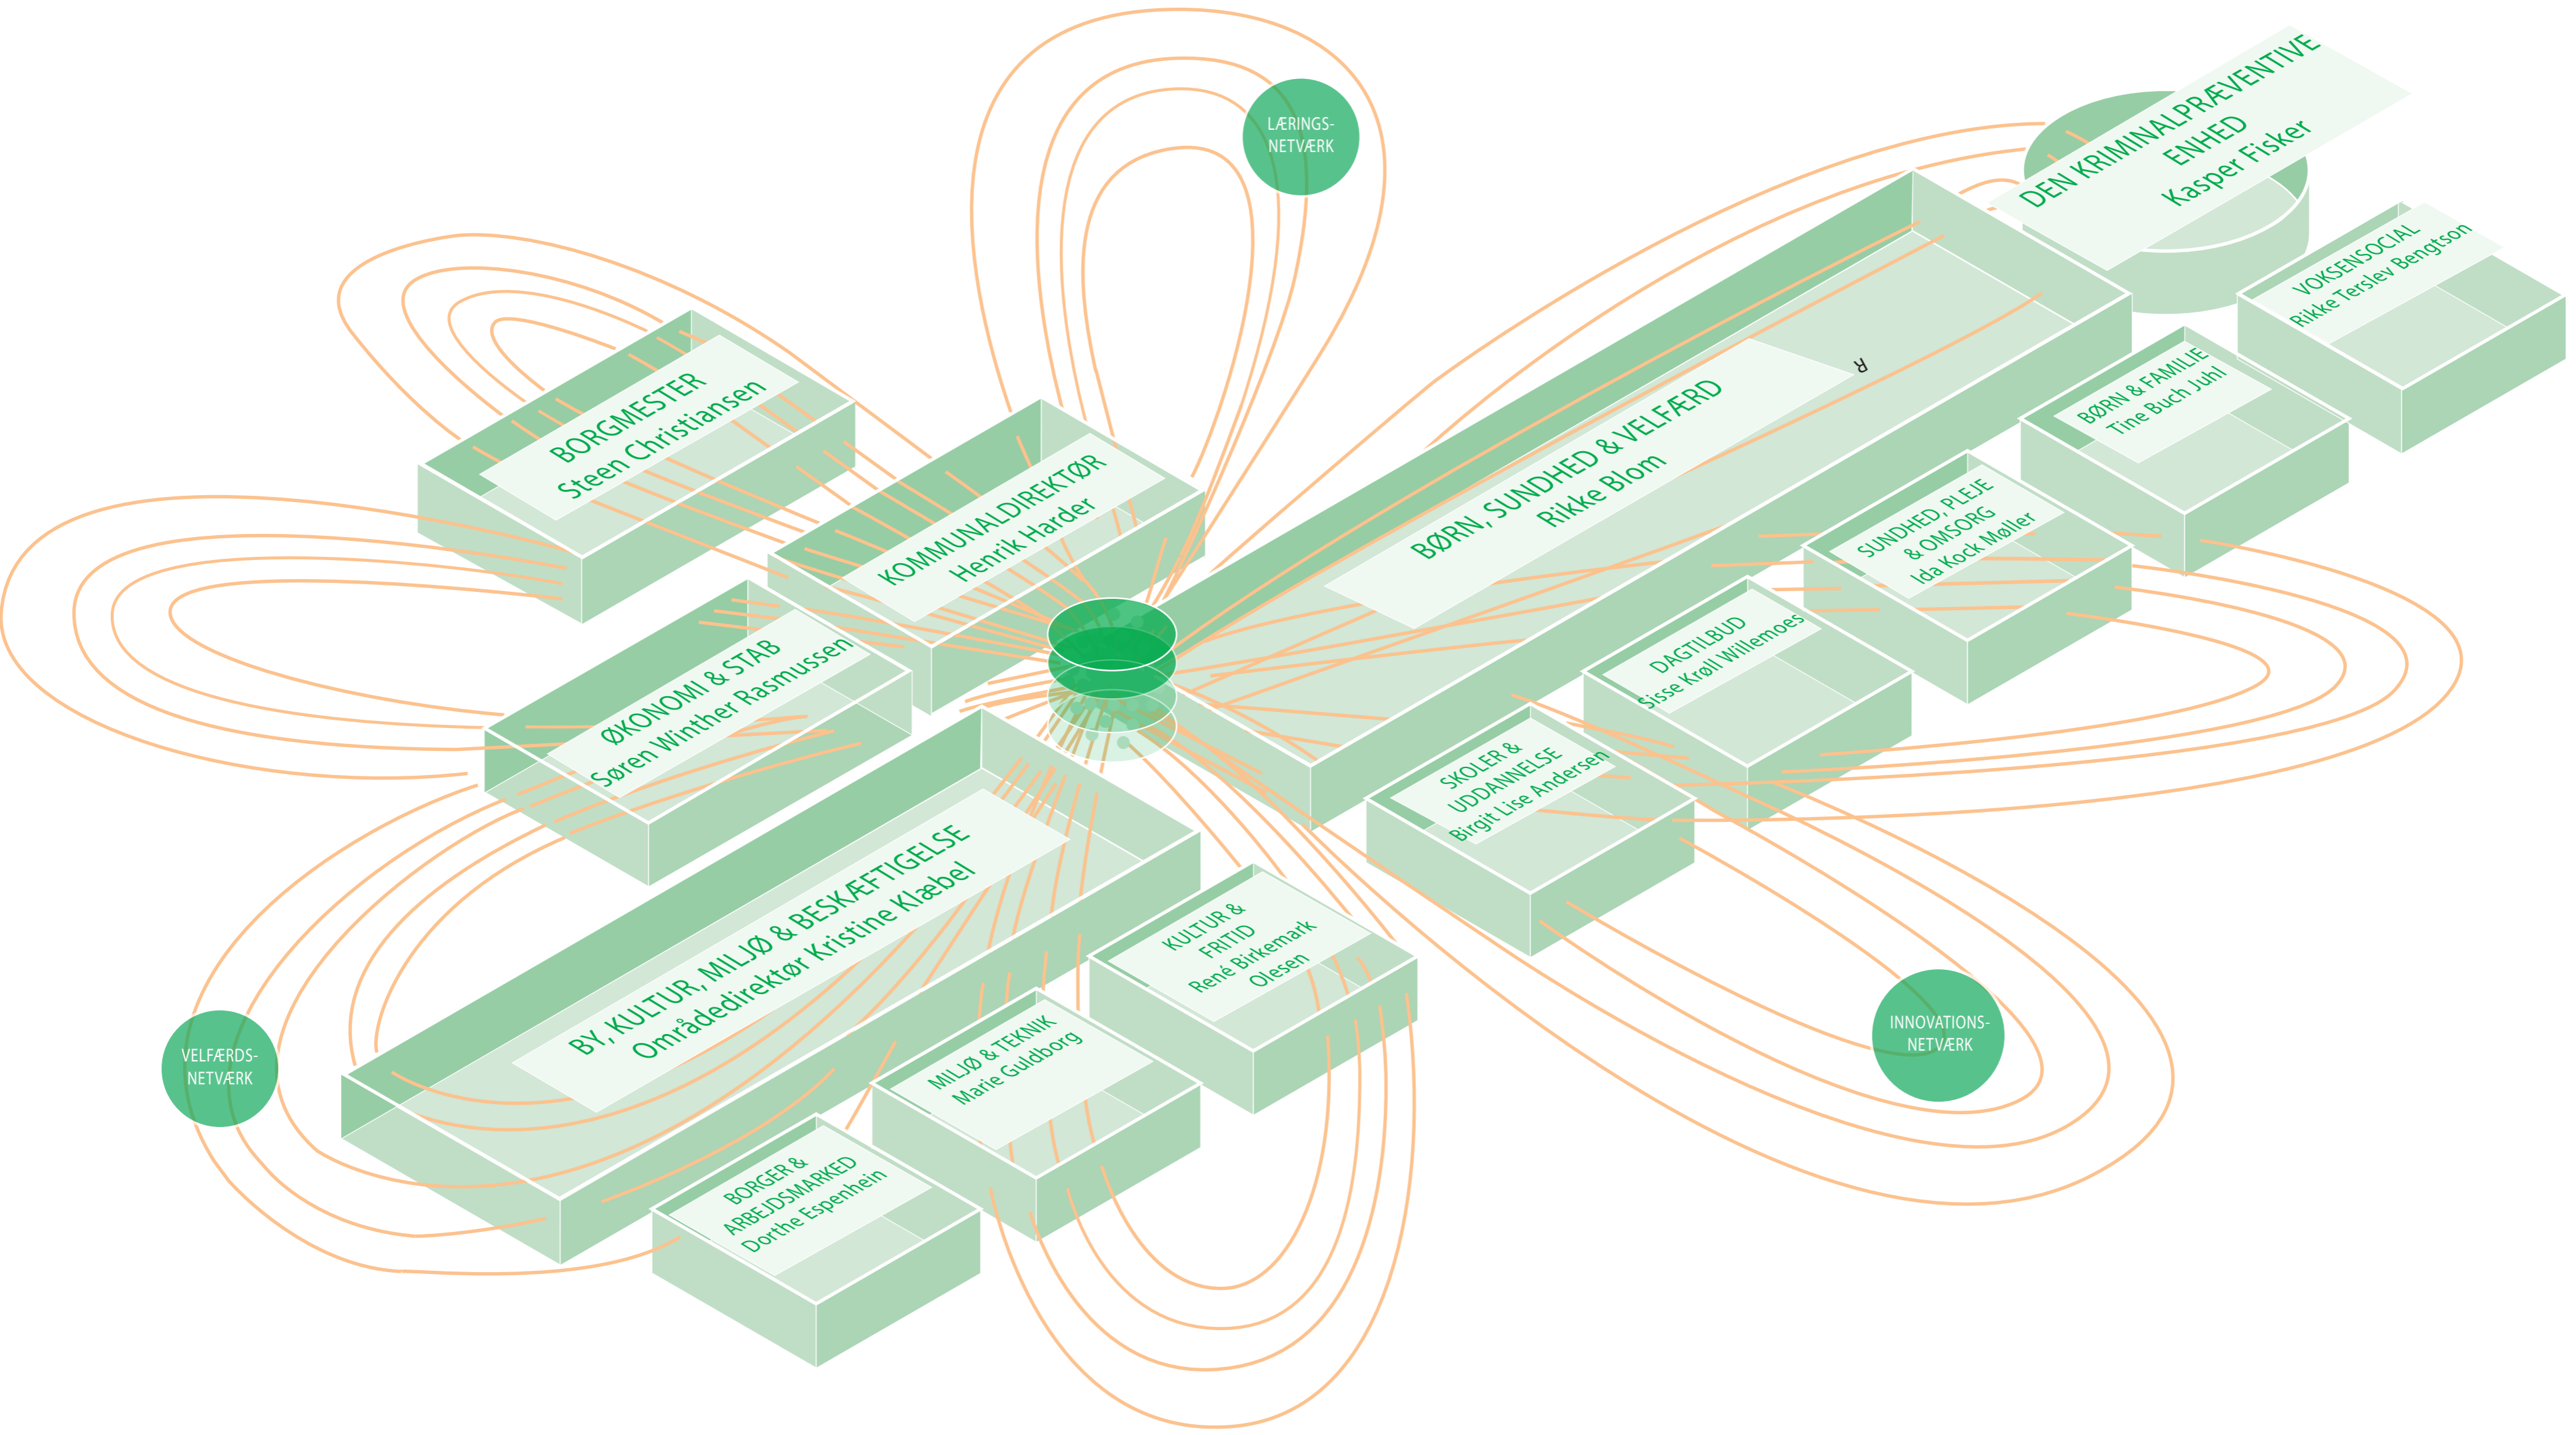 LÆRINGS-
NETVÆRK
DEN KRIMINALPRÆVENTIVE
ENHED
Kasper Fisker
VOKSENSOCIAL
Rikke Terslev Bengtson
BØRN & FAMILIE
Tine Buch Juhl
BORGMESTER
Steen Christiansen
KOMMUNALDIREKTØR
Henrik Harder
BØRN, SUNDHED & VELFÆRD
Rikke Blom
R
SUNDHED, PLEJE
& OMSORG
Ida Kock Møller
DAGTILBUD
Sisse Krøll Willemoes
ØKONOMI & STAB
Søren Winther Rasmussen
SKOLER &
UDDANNELSE
Birgit Lise Andersen
BY, KULTUR, MILJØ & BESKÆFTIGELSE
Områdedirektør Kristine Klæbel
KULTUR &
FRITID
René Birkemark
Olesen
MILJØ & TEKNIK
Marie Guldborg
BORGER &
ARBEJDSMARKED
Dorthe Espenhein
VELFÆRDS-
NETVÆRK
INNOVATIONS-
NETVÆRK